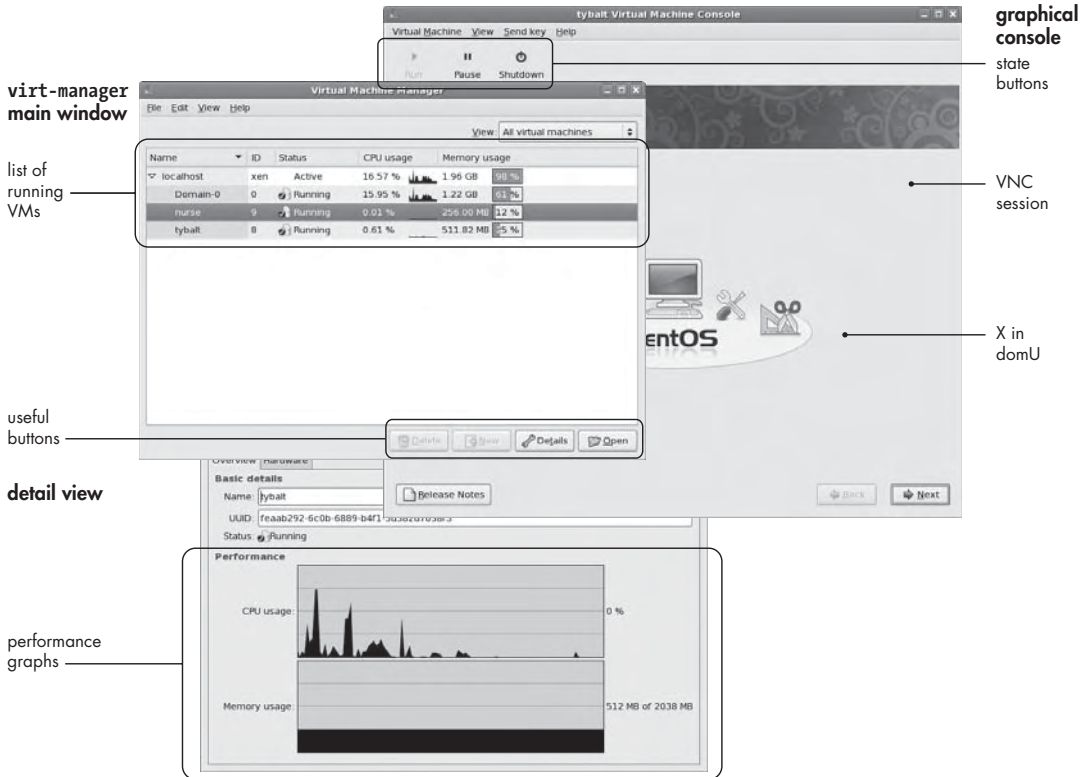 tybalt Virtual Machine Console
Virtual Machine View Send key Help
Run Pause Shutdown
graphical console
state buttons
virt-manager main window
Virtual Machine Manager
File Edit View Help
View: All virtual machines
list of running VMs
Name ID Status CPU usage Memory usage
localhost xen Active 16.57 % 1.96 GB 98 %
Domain-0 0 Running 15.95 % 1.22 GB 61 %
nurse 9 Running 0.01 % 256.00 MB 12 %
tybalt 8 Running 0.61 % 511.82 MB 25 %
VNC session
entOS
X in domU
useful buttons
Delete New Details Open
detail view
Overview Hardware
Basic details
Name: tybalt
UUID: feaab292-6c0b-6889-b4f1-
Status: Running
Release Notes
Back Next
Performance
CPU usage: 0 %
performance graphs
Memory usage: 512 MB of 2038 MB